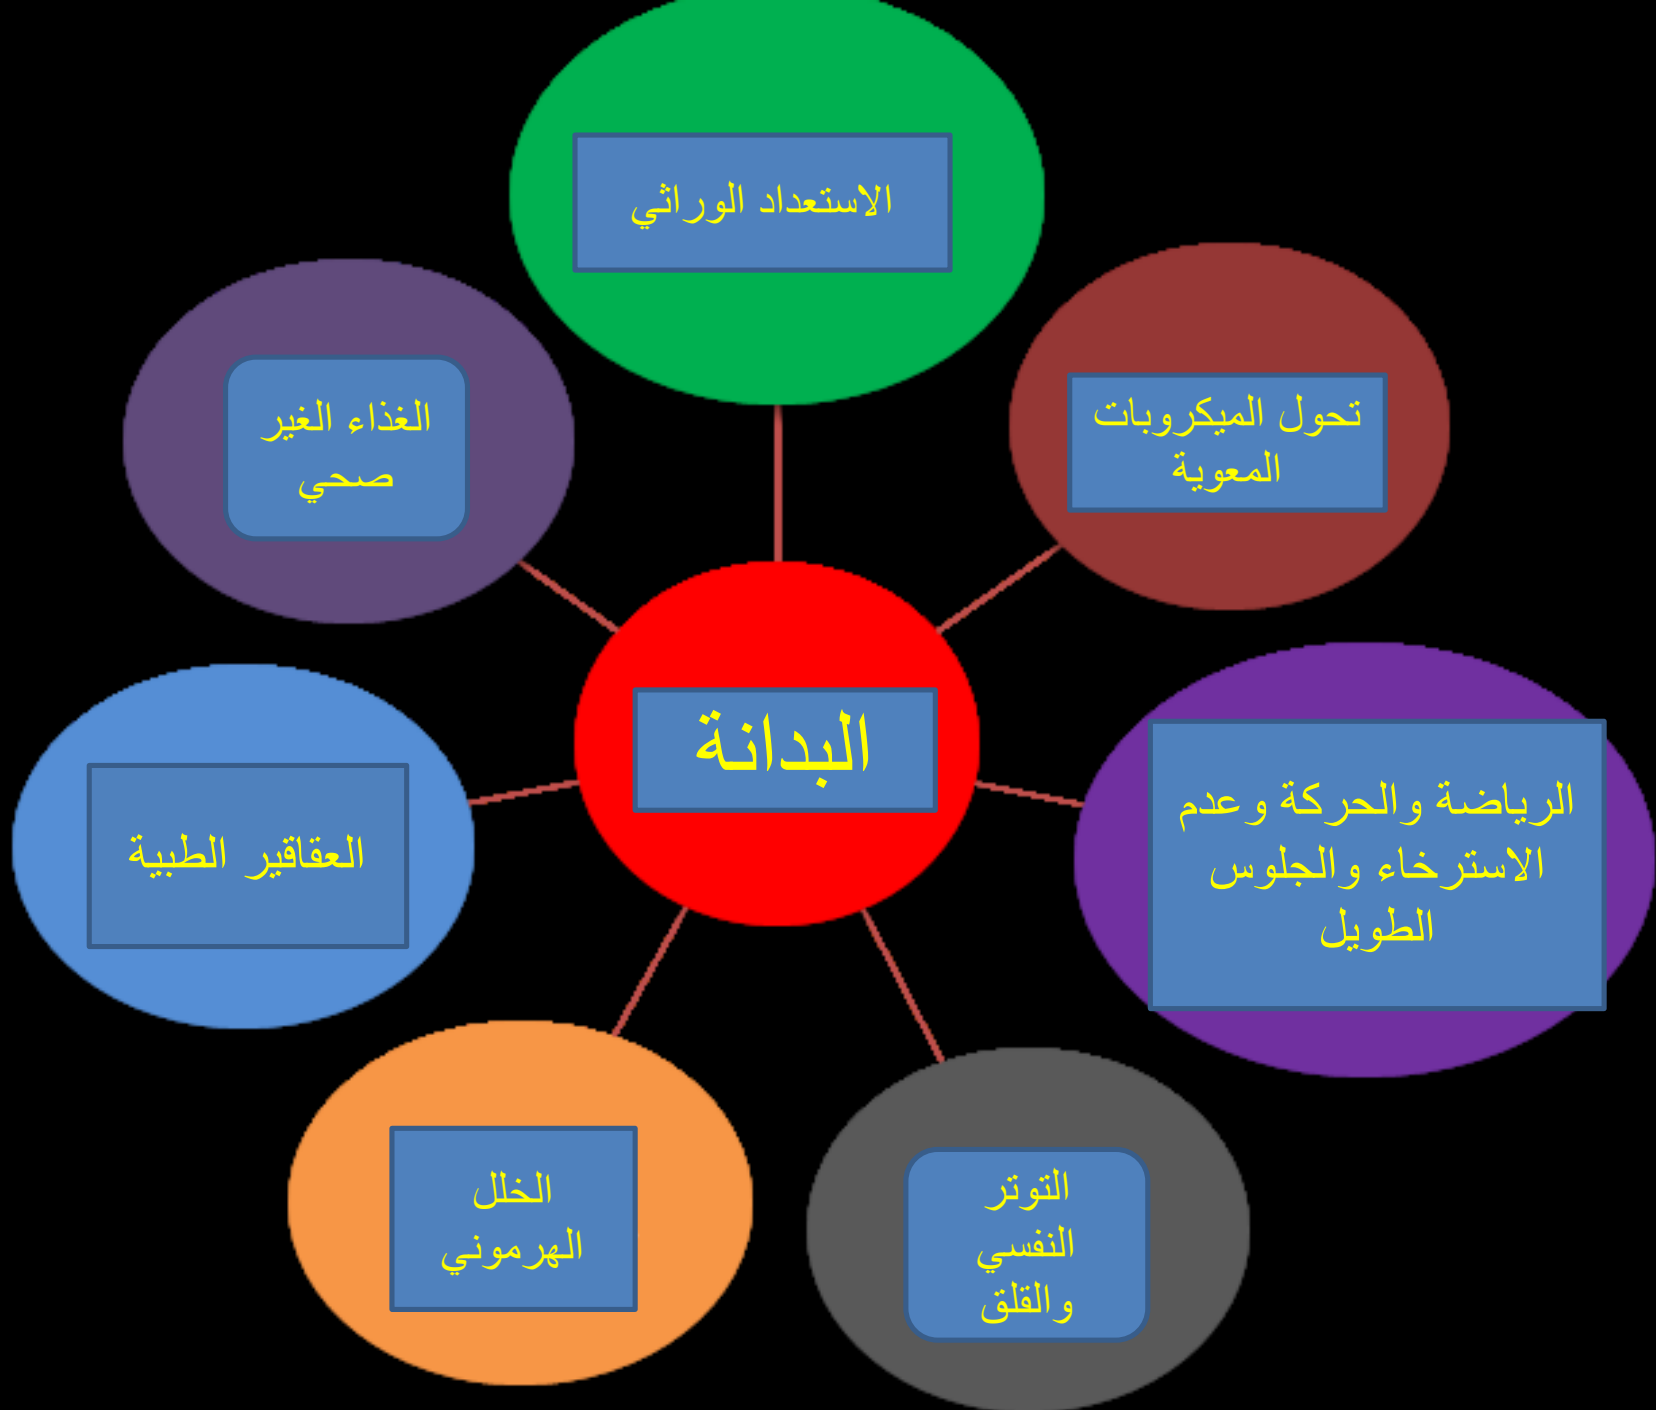 الاستعداد الوراثي
تحول الميكروبات
المعوية
الغذاء الغير
صحي
البدانة
الرياضة والحركة وعدم
الاسترخاء والجلوس
الطويل
العقاقير الطبية
التوتر
النفسي
والقلق
الخلل
الهرموني